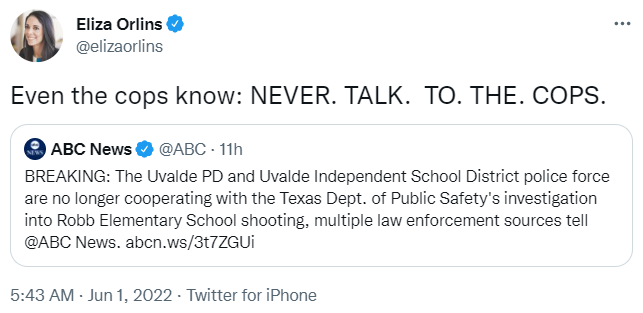 Eliza Orlins
@elizaorlins
Even the cops know: NEVER. TALK.  TO. THE. COPS.
NEWS
ABC News @ABC · 11h
BREAKING: The Uvalde PD and Uvalde Independent School District police force
are no longer cooperating with the Texas Dept. of Public Safety's investigation
into Robb Elementary School shooting, multiple law enforcement sources tell
@ABC News. abcn.ws/3t7ZGUi
5:43 AM · Jun 1, 2022 · Twitter for iPhone